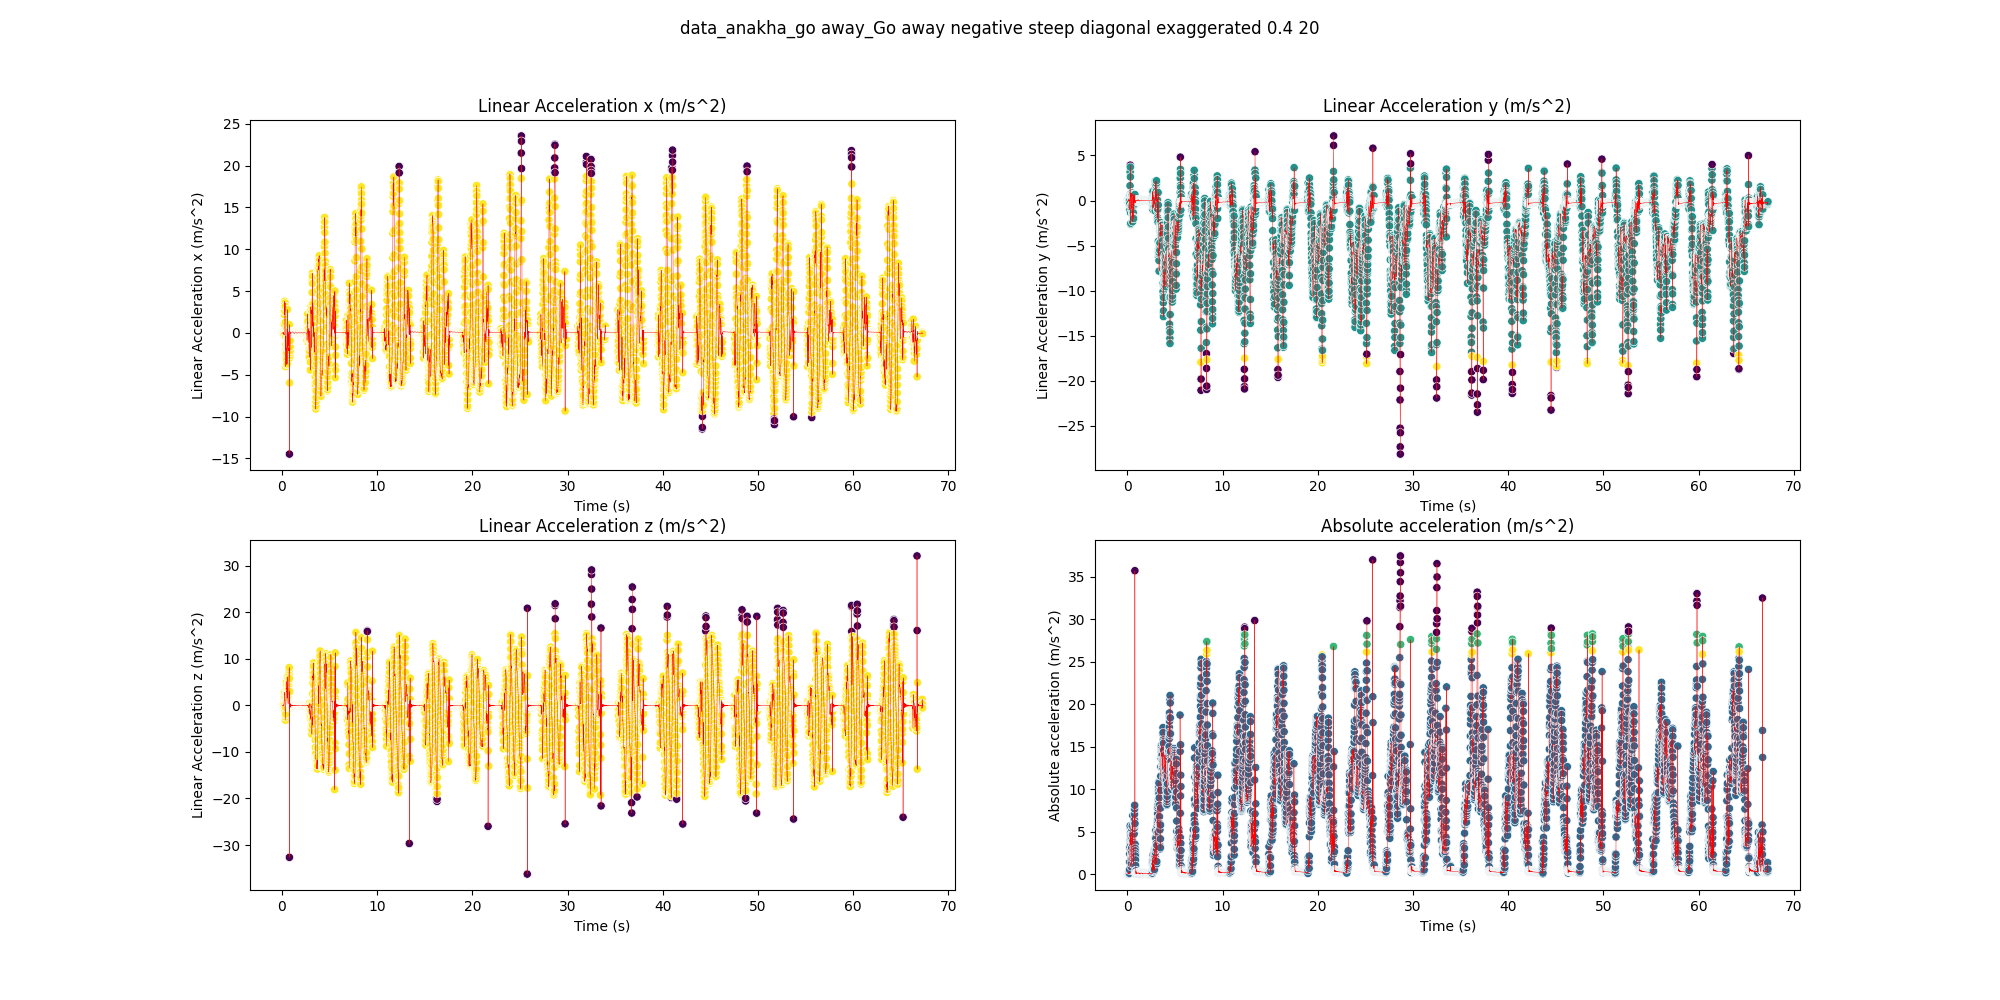 data_anakha_go away_Go away negative steep diagonal exaggerated 0.4 20
Linear Acceleration x (m/s^2)
Linear Acceleration x (m/s^2)
25
20
15
10
5
0
−5
−10
−15
0 10 20 30 40 50 60 70
Time (s)
Linear Acceleration y (m/s^2)
Linear Acceleration y (m/s^2)
5
0
−5
−10
−15
−20
−25
0 10 20 30 40 50 60 70
Time (s)
Linear Acceleration z (m/s^2)
Linear Acceleration z (m/s^2)
30
20
10
0
−10
−20
−30
0 10 20 30 40 50 60 70
Time (s)
Absolute acceleration (m/s^2)
Absolute acceleration (m/s^2)
35
30
25
20
15
10
5
0
0 10 20 30 40 50 60 70
Time (s)